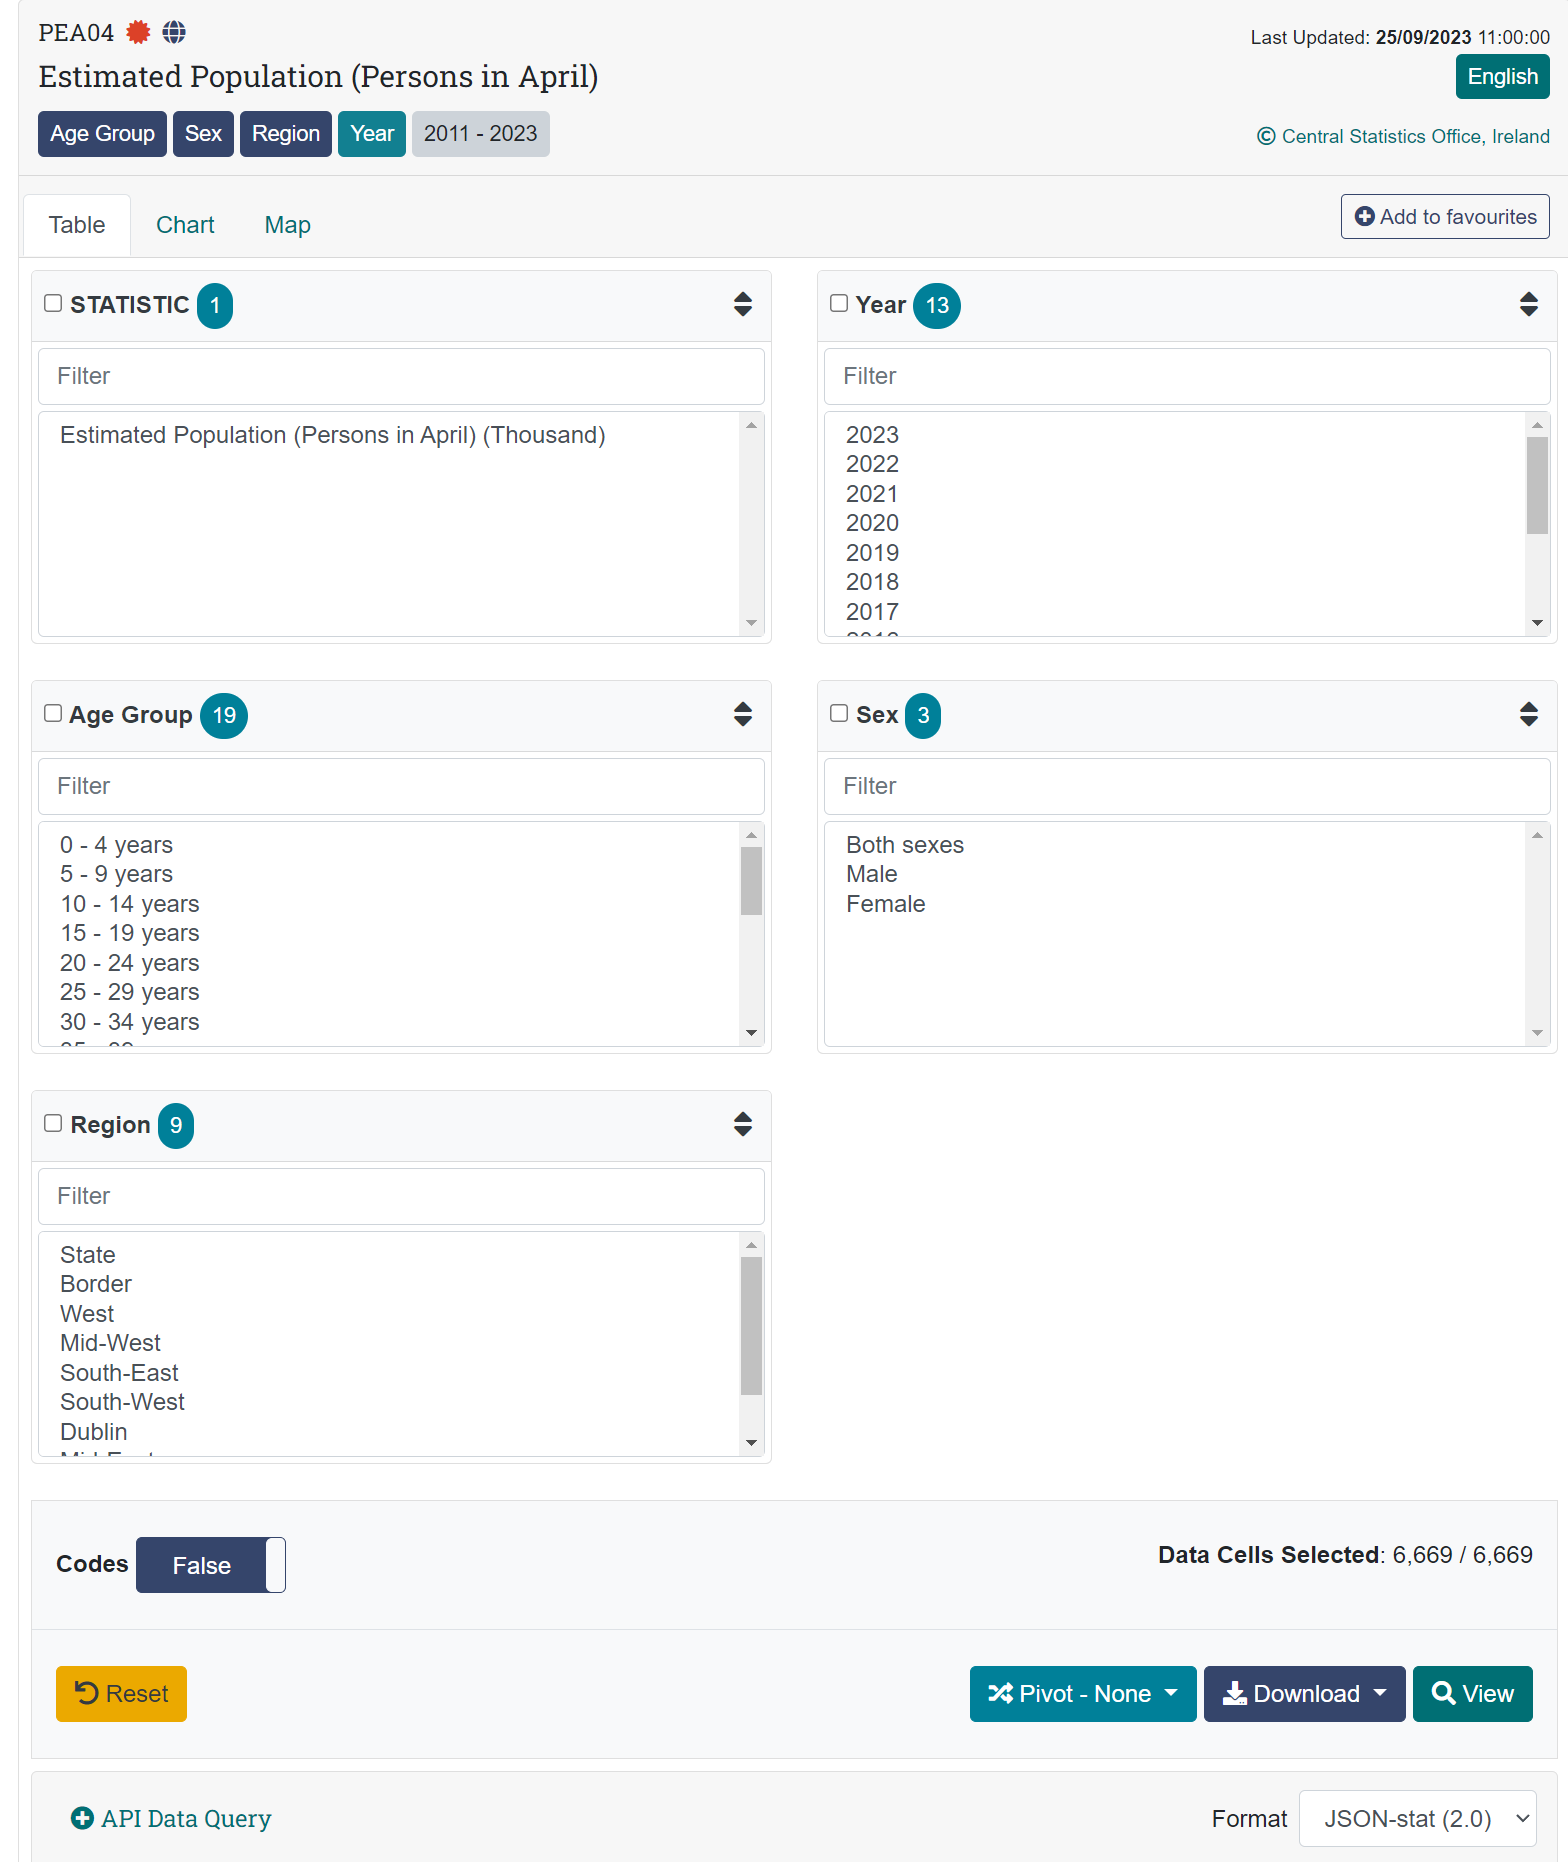 PEA04
Last Updated: 25/09/2023 11:00:00
Estimated Population (Persons in April)
English
Age Group Sex Region Year 2011 - 2023
© Central Statistics Office, Ireland
Table Chart Map
Add to favourites
STATISTIC 1
Filter
Estimated Population (Persons in April) (Thousand)
Year 13
Filter
2023
2022
2021
2020
2019
2018
2017
Age Group 19
Filter
0 - 4 years
5 - 9 years
10 - 14 years
15 - 19 years
20 - 24 years
25 - 29 years
30 - 34 years
Sex 3
Filter
Both sexes
Male
Female
Region 9
Filter
State
Border
West
Mid-West
South-East
South-West
Dublin
Codes False
Data Cells Selected: 6,669 / 6,669
Reset
Pivot - None
Download
View
API Data Query
Format JSON-stat (2.0)